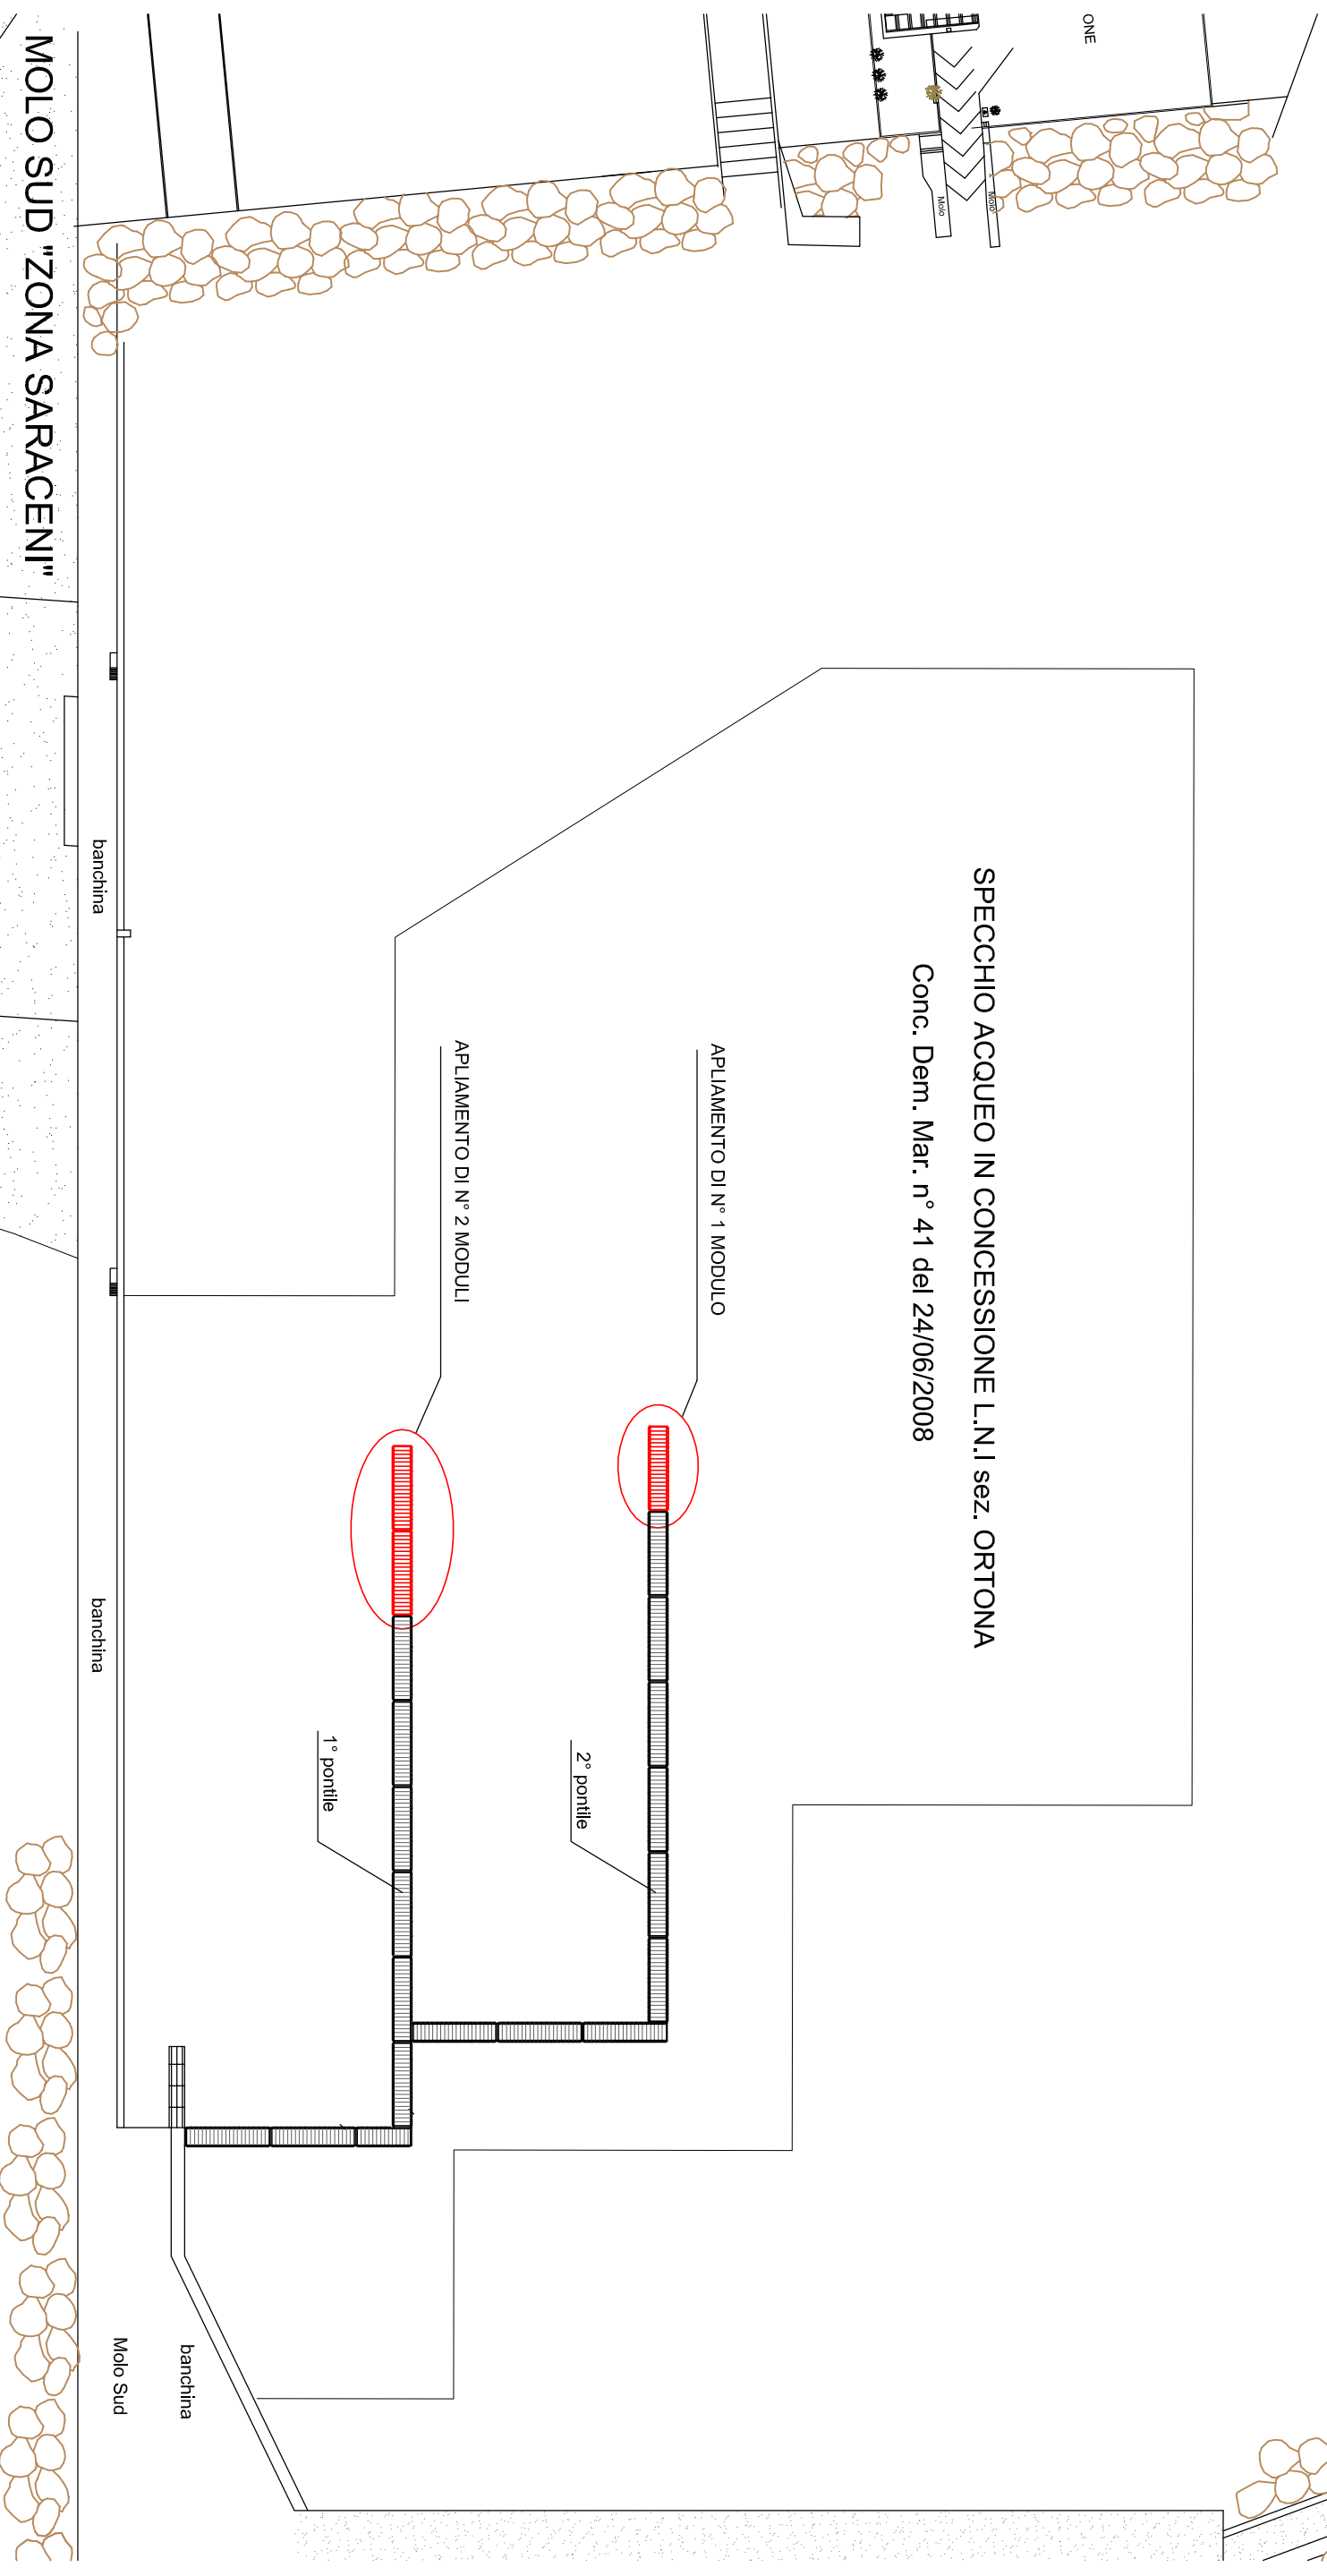 ONE
Molo
Molo
SPECCHIO ACQUEO IN CONCESSIONE L.N.I sez. ORTONA
Conc. Dem. Mar. n° 41 del 24/06/2008
APLIAMENTO DI N° 1 MODULO
APLIAMENTO DI N° 2 MODULI
2° pontile
1° pontile
banchina
banchina
banchina
Molo Sud
MOLO SUD "ZONA SARACENI"